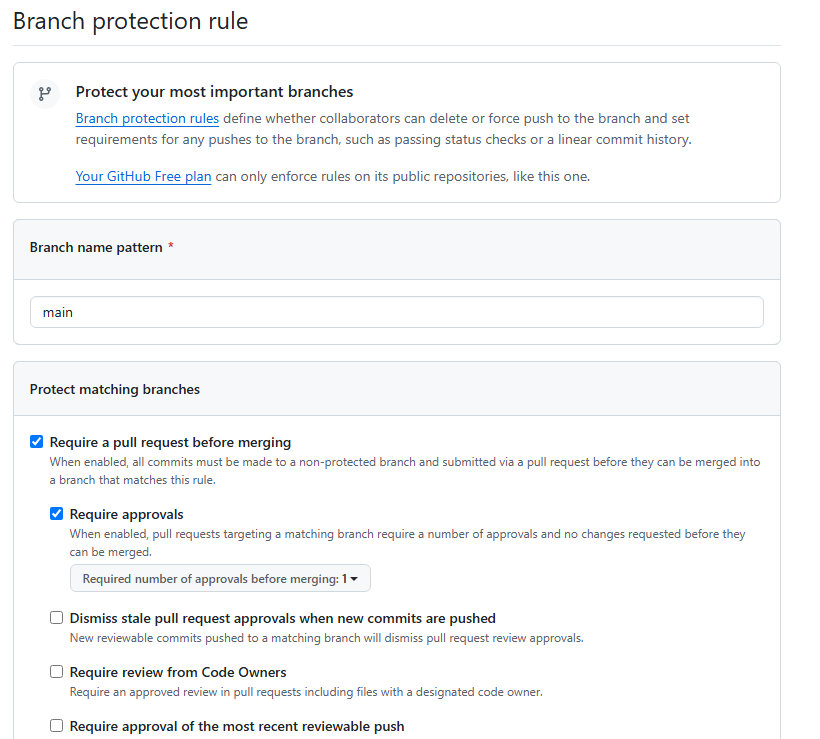 Branch protection rule
Protect your most important branches
Branch protection rules define whether collaborators can delete or force push to the branch and set
requirements for any pushes to the branch, such as passing status checks or a linear commit history.
Your GitHub Free plan can only enforce rules on its public repositories, like this one.
Branch name pattern *
main
Protect matching branches
Require a pull request before merging
When enabled, all commits must be made to a non-protected branch and submitted via a pull request before they can be merged into
a branch that matches this rule.
Require approvals
When enabled, pull requests targeting a matching branch require a number of approvals and no changes requested before they
can be merged.
Required number of approvals before merging: 1
Dismiss stale pull request approvals when new commits are pushed
New reviewable commits pushed to a matching branch will dismiss pull request review approvals.
Require review from Code Owners
Require an approved review in pull requests including files with a designated code owner.
Require approval of the most recent reviewable push